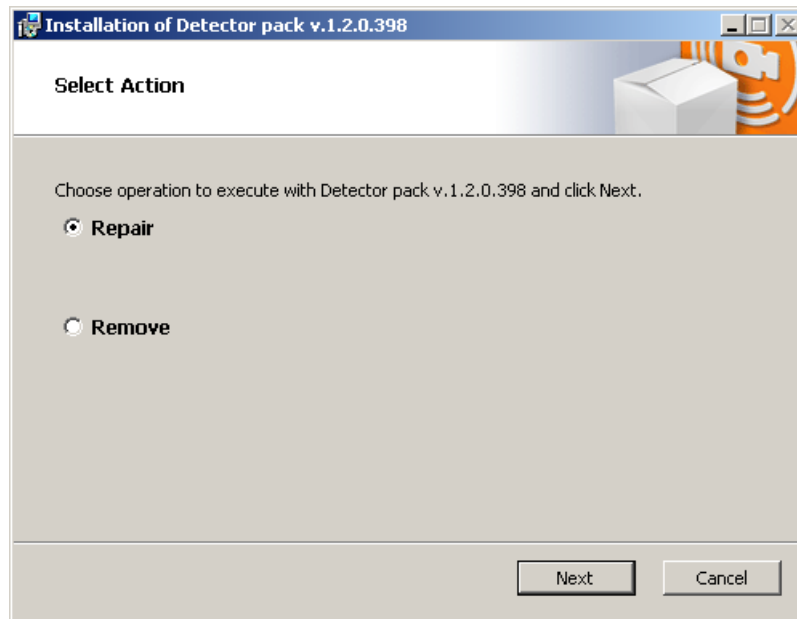 Installation of Detector pack v.1.2.0.398
Select Action
Choose operation to execute with Detector pack v.1.2.0.398 and click Next.
Repair
Remove
Next
Cancel